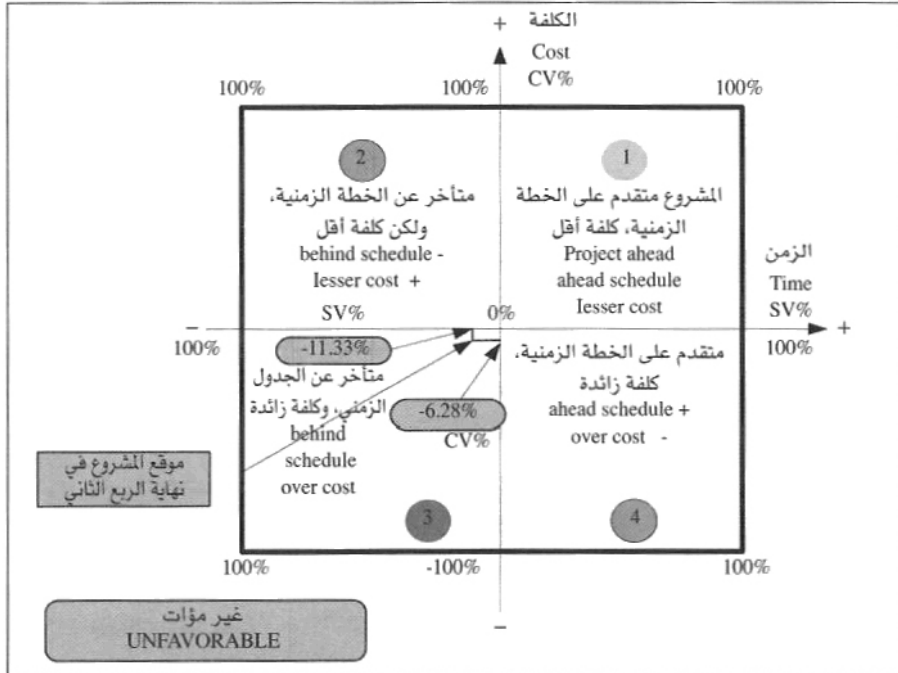 + الكلفة
Cost
CV%
100% 100% 100%
2
متأخر عن الخطة الزمنية،
ولكن كلفة أقل
behind schedule -
lesser cost +
SV%
1
المشروع متقدم على الخطة
الزمنية، كلفة أقل
Project ahead
ahead schedule
lesser cost
الزمن
Time
SV%
0%
–
+
100%
100%
-11.33%
متأخر عن الجدول
الزمني، وكلفة زائدة
behind
schedule
over cost
-6.28%
CV%
متقدم على الخطة الزمنية،
كلفة زائدة
ahead schedule +
over cost -
موقع المشروع في
نهاية الربع الثاني
3
4
100% -100% 100%
–
غير مؤات
UNFAVORABLE